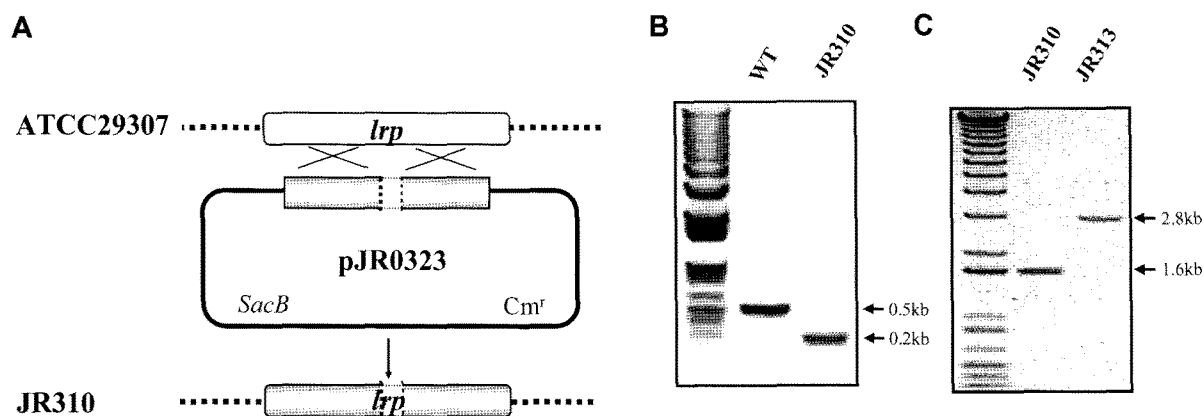 A
ATCC29307
lrp
pJR0323
SacB
Cmʳ
JR310
lrp
B
WT
JR310
0.5kb
0.2kb
C
JR310
JR313
2.8kb
1.6kb